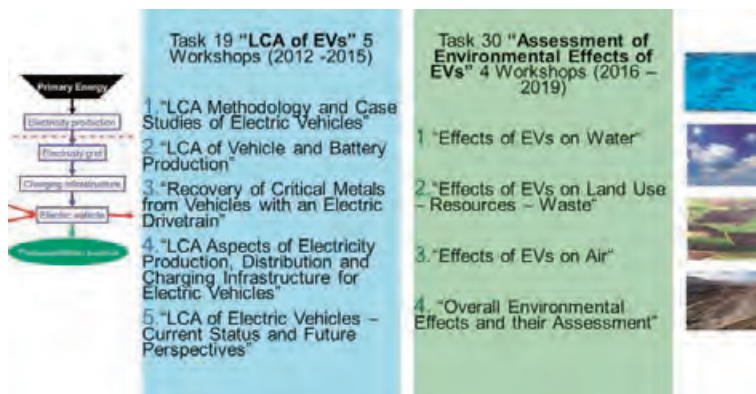 Primary Energy
Electricity production
Electricity grid
Charging infrastructure
Electric vehicle
Task 19 "LCA of EVs" 5
Workshops (2012 -2015)
1."LCA Methodology and Case
Studies of Electric Vehicles"
2."LCA of Vehicle and Battery
Production"
3."Recovery of Critical Metals
from Vehicles with an Electric
Drivetrain"
4."LCA Aspects of Electricity
Production, Distribution and
Charging Infrastructure for
Electric Vehicles"
5."LCA of Electric Vehicles –
Current Status and Future
Perspectives"
Task 30 "Assessment of
Environmental Effects of
EVs" 4 Workshops (2016 –
2019)
1 "Effects of EVs on Water"
2."Effects of EVs on Land Use
– Resources – Waste"
3."Effects of EVs on Air"
4."Overall Environmental
Effects and their Assessment"